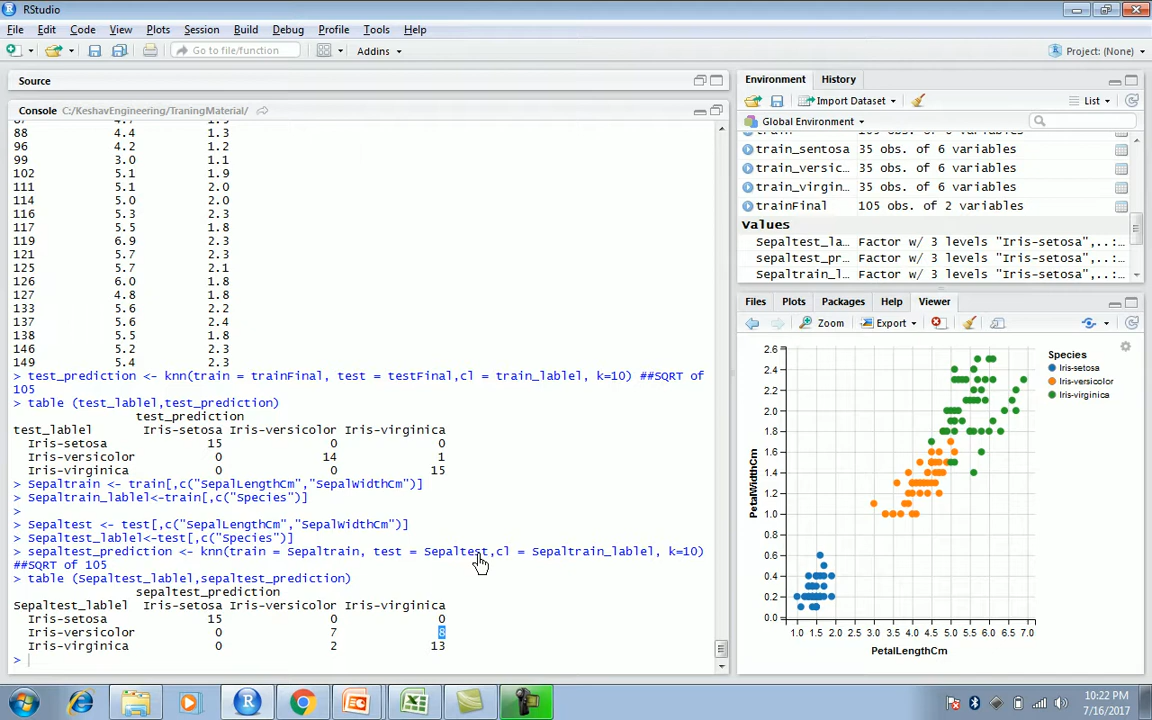 RStudio
File Edit Code View Plots Session Build Debug Profile Tools Help
Go to file/function Addins Project: (None)
Source
Console C:/KeshavEngineering/TraningMaterial/
88 4.4 1.3
96 4.2 1.2
99 3.0 1.1
102 5.1 1.9
111 5.1 2.0
114 5.0 2.0
116 5.3 2.3
117 5.5 1.8
119 6.9 2.3
121 5.7 2.3
125 5.7 2.1
126 6.0 1.8
127 4.8 1.8
133 5.6 2.2
137 5.6 2.4
138 5.5 1.8
146 5.2 2.3
149 5.4 2.3
> test_prediction <- knn(train = trainFinal, test = testFinal,cl = train_lablel, k=10) ##SQRT of
105
> table (test_lablel,test_prediction)
test_prediction
test_lablel Iris-setosa Iris-versicolor Iris-virginica
Iris-setosa 15 0 0
Iris-versicolor 0 14 1
Iris-virginica 0 0 15
> Sepaltrain <- train[,c("SepalLengthCm","SepalWidthCm")]
> Sepaltrain_lablel<-train[,c("Species")]
>
> Sepaltest <- test[,c("SepalLengthCm","SepalWidthCm")]
> Sepaltest_lablel<-test[,c("Species")]
> sepaltest_prediction <- knn(train = Sepaltrain, test = Sepaltest,cl = Sepaltrain_lablel, k=10)
##SQRT of 105
> table (Sepaltest_lablel,sepaltest_prediction)
sepaltest_prediction
Sepaltest_lablel Iris-setosa Iris-versicolor Iris-virginica
Iris-setosa 15 0 0
Iris-versicolor 0 7 8
Iris-virginica 0 2 13
>
Environment History
Import Dataset List
Global Environment
train_sentosa 35 obs. of 6 variables
train_versic... 35 obs. of 6 variables
train_virgin... 35 obs. of 6 variables
trainFinal 105 obs. of 2 variables
Values
Sepaltest_la... Factor w/ 3 levels "Iris-setosa",..:...
sepaltest_pr... Factor w/ 3 levels "Iris-setosa",..:...
Sepaltrain_l... Factor w/ 3 levels "Iris-setosa",..:...
Files Plots Packages Help Viewer
Zoom Export
2.6
2.4
2.2
2.0
1.8
1.6
1.4
1.2
1.0
0.8
0.6
0.4
0.2
0.0
PetalWidthCm
1.0 1.5 2.0 2.5 3.0 3.5 4.0 4.5 5.0 5.5 6.0 6.5 7.0
PetalLengthCm
Species
Iris-setosa
Iris-versicolor
Iris-virginica
10:22 PM
7/16/2017